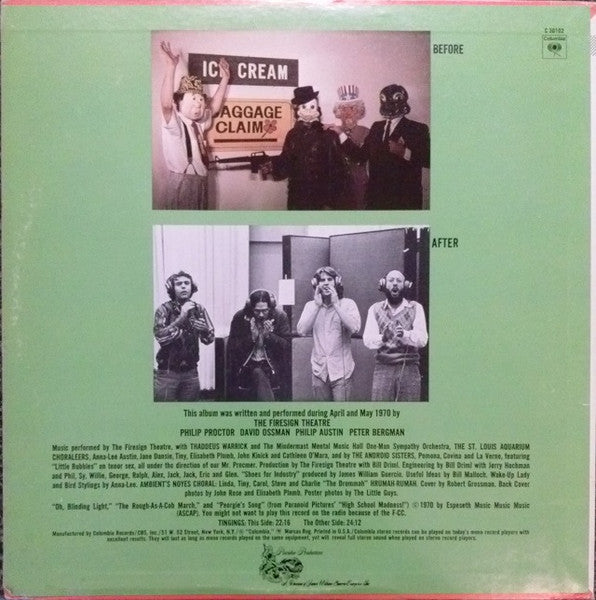 C 30102
Columbia
BEFORE
ICE CREAM
BAGGAGE
CLAIM
AFTER
This album was written and performed during April and May 1970 by
THE FIRESIGN THEATRE
PHILIP PROCTOR DAVID OSSMAN PHILIP AUSTIN PETER BERGMAN
Music performed by The Firesign Theatre, with THADDEUS WARRICK and The Mindermast Mental Music Hall One-Man Sympathy Orchestra, THE ST. LOUIS AQUARIUM
CHORALEERS, Anna-Lee Austin, Jane Dunsin, Tiny, Elisabeth Plumb, John Kinick and Cathleen O'Mara, and by THE ANDROID SISTERS, Pomona, Covina and La Verne, featuring
"Little Bubbies" on tenor sex, all under the direction of our Mr. Procmer. Production by The Firesign Theatre with Bill Driml. Engineering by Bill Driml with Jerry Hochman
and Phil, Sy, Willie, George, Ralph, Alex, Jack, Jack, Eric and Glen. "Shoes for Industry" produced by James William Guercio. Useful Ideas by Bill Malloch. Wake-Up Lady
and Bird Stylings by Anna-Lee. AMBIENT'S NOYES CHORAL: Linda, Tiny, Carol, Steve and Charlie "The Drummah" HRUMAH-RUMAH. Cover by Robert Grossman. Back Cover
photos by John Rose and Elisabeth Plumb. Poster photos by The Little Guys.
"Oh, Blinding Light," "The Rough-As-A-Cob March," and "Peorgie's Song" (from Paranoid Pictures' "High School Madness!") © 1970 by Espeseth Music Music Music
(ASCAP). You might not want to play this record on the radio because of the F-CC.
TINGINGS: This Side: 22:16 The Other Side: 24:12
Manufactured by Columbia Records/CBS, Inc./51 W. 52 Street, New York, N.Y./® "Columbia," Marcas Reg. Printed in U.S.A./Columbia stereo records can be played on today's mono record players with
excellent results. They will last as long as mono records played on the same equipment, yet will reveal full stereo sound when played on stereo record players.